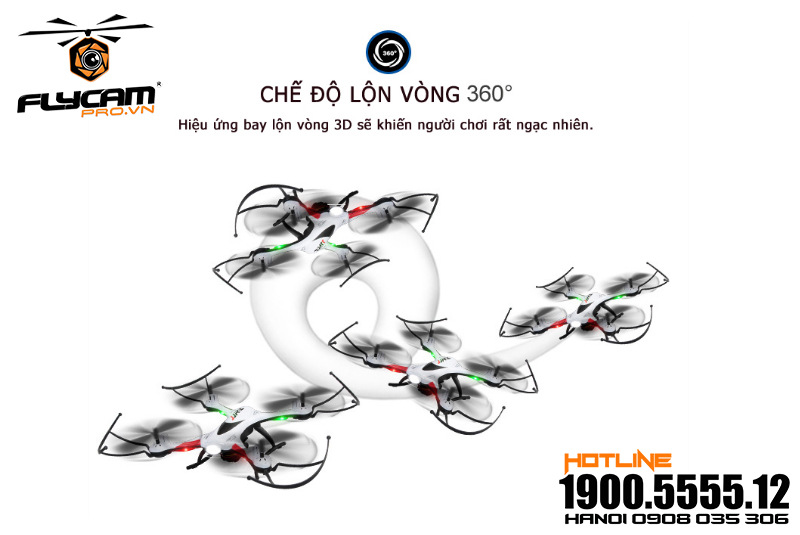 FLYCAM®
PRO.VN
360°
CHẾ ĐỘ LỘN VÒNG 360°
Hiệu ứng bay lộn vòng 3D sẽ khiến người chơi rất ngạc nhiên.
HOTLINE
1900.5555.12
HANOI 0908 035 306